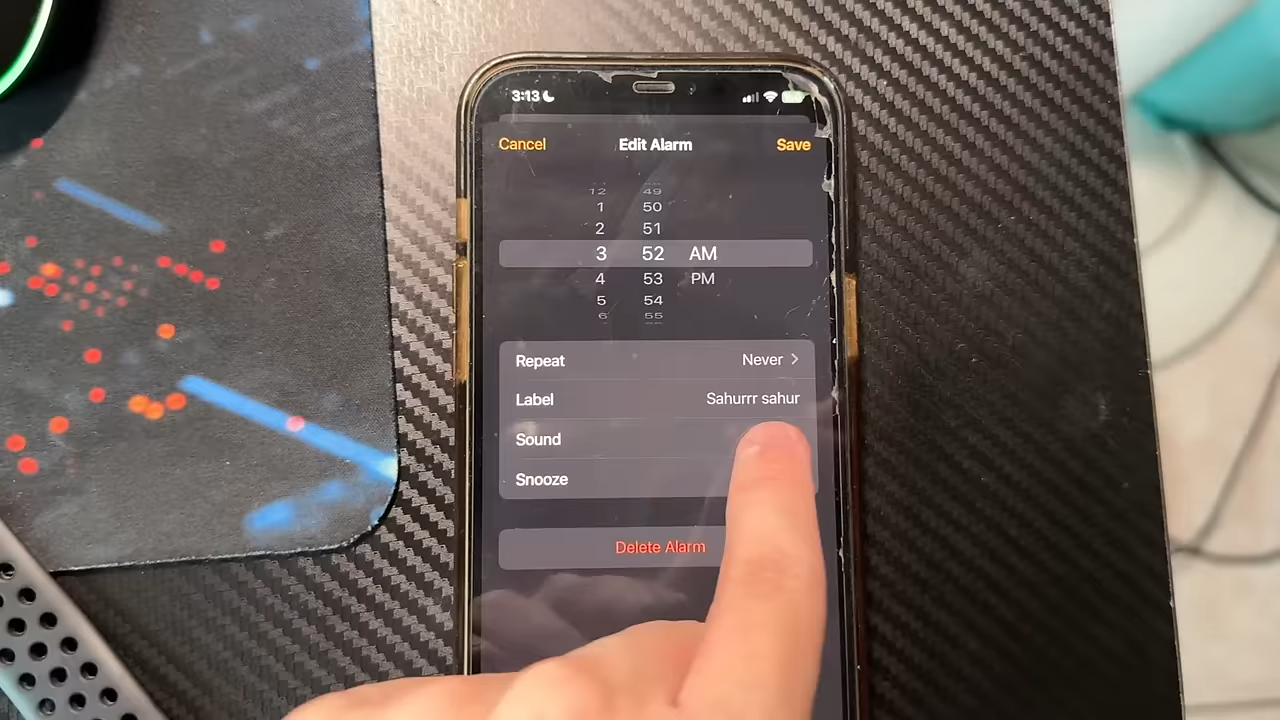 3:13
Cancel Edit Alarm Save
12 49
1 50
2 51
3 52 AM
4 53 PM
5 54
6 55
Repeat Never
Label Sahurrr sahur
Sound
Snooze
Delete Alarm